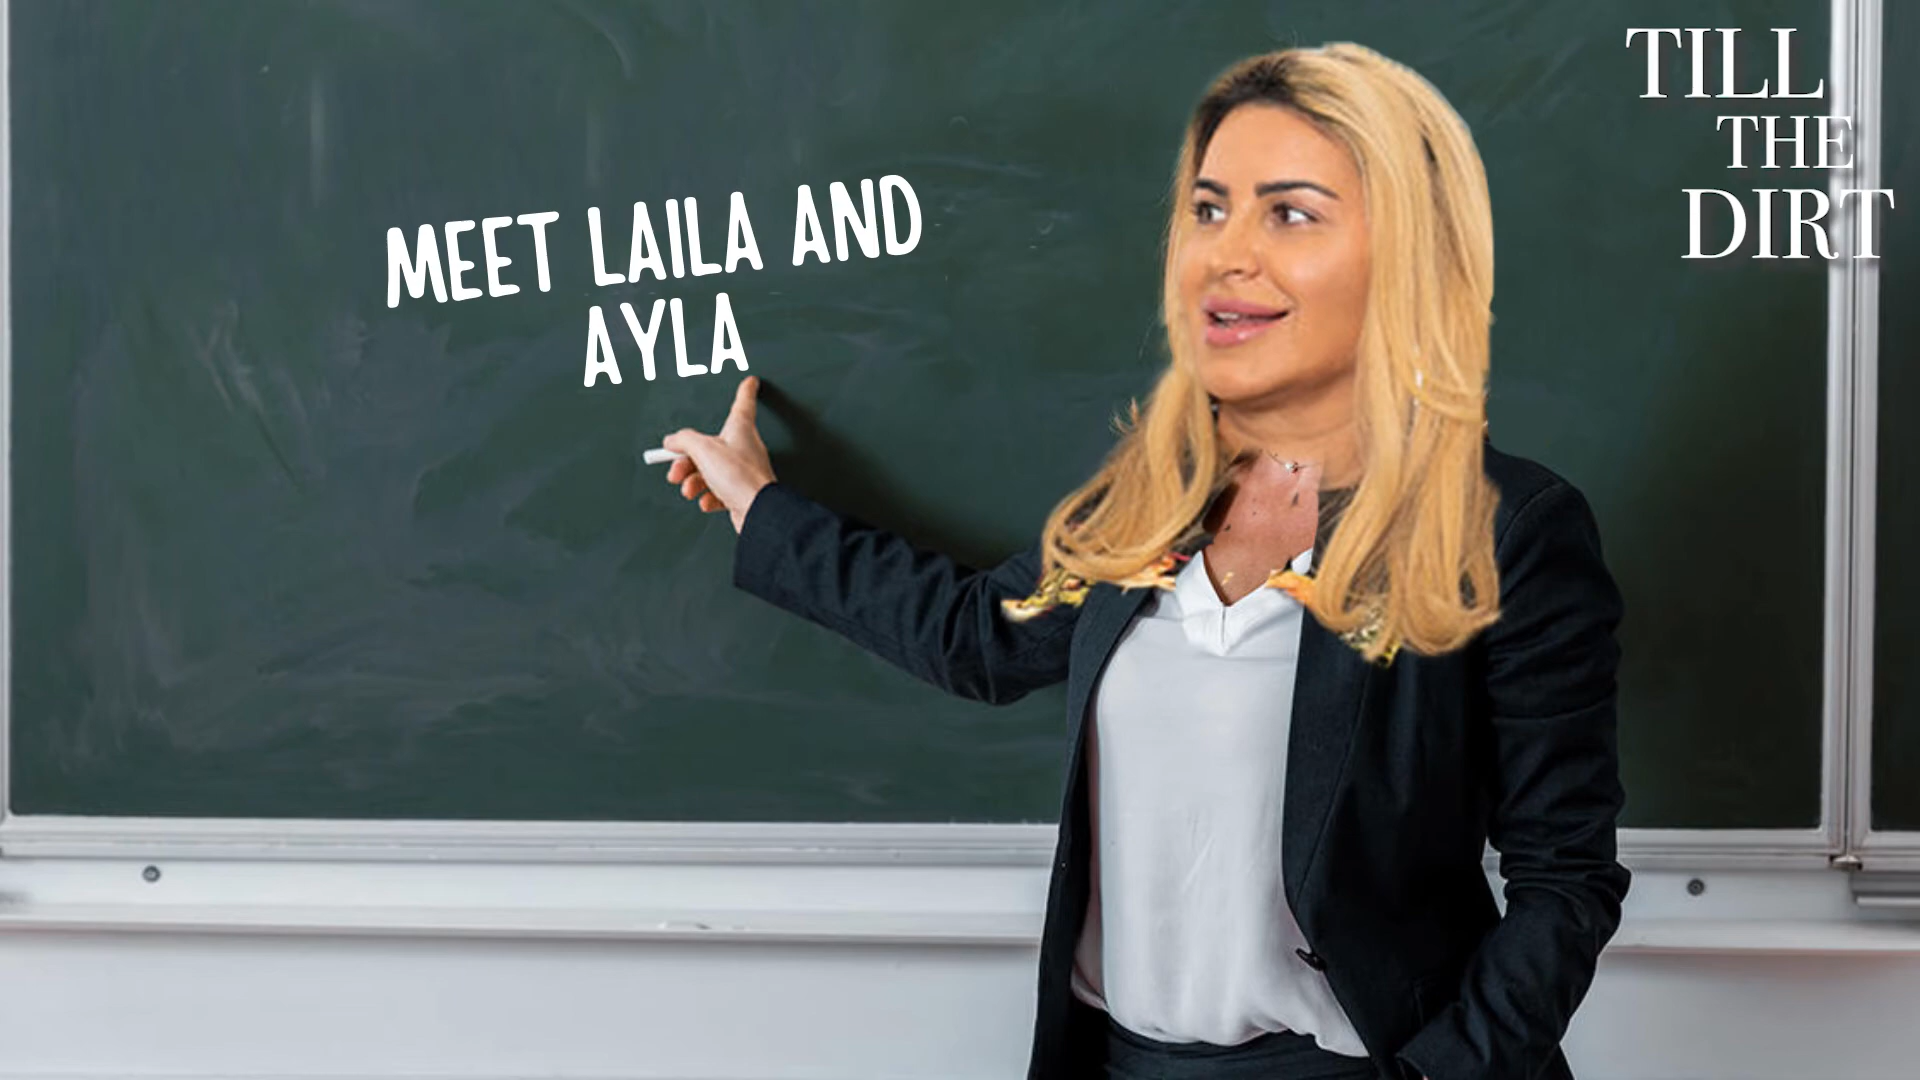 MEET LAILA AND
AYLA
TILL
THE
DIRT